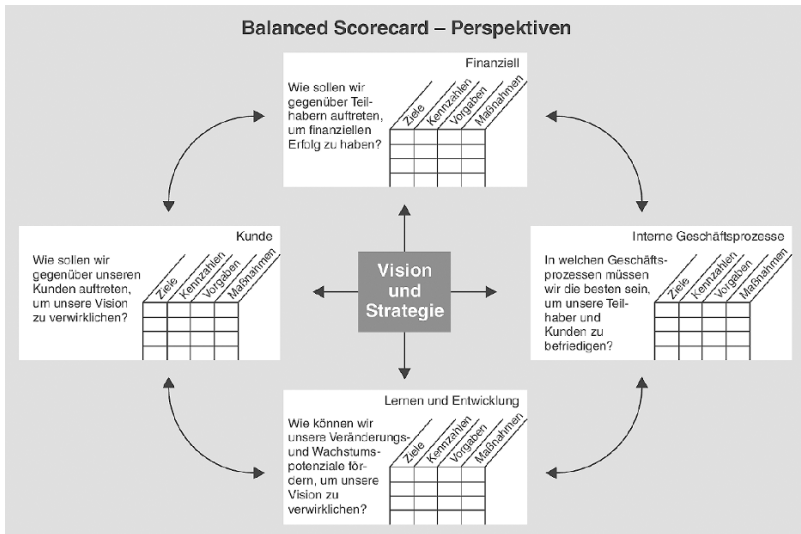 Balanced Scorecard – Perspektiven
Finanziell
Wie sollen wir
gegenüber Teil-
habern auftreten,
um finanziellen
Erfolg zu haben?
Ziele
Kennzahlen
Vorgaben
Maßnahmen
Kunde
Wie sollen wir
gegenüber unseren
Kunden auftreten,
um unsere Vision
zu verwirklichen?
Ziele
Kennzahlen
Vorgaben
Maßnahmen
Vision
und
Strategie
Interne Geschäftsprozesse
In welchen Geschäfts-
prozessen müssen
wir die besten sein,
um unsere Teil-
haber und
Kunden zu
befriedigen?
Ziele
Kennzahlen
Vorgaben
Maßnahmen
Lernen und Entwicklung
Wie können wir
unsere Veränderungs-
und Wachstums-
potenziale för-
dern, um unsere
Vision zu
verwirklichen?
Ziele
Kennzahlen
Vorgaben
Maßnahmen